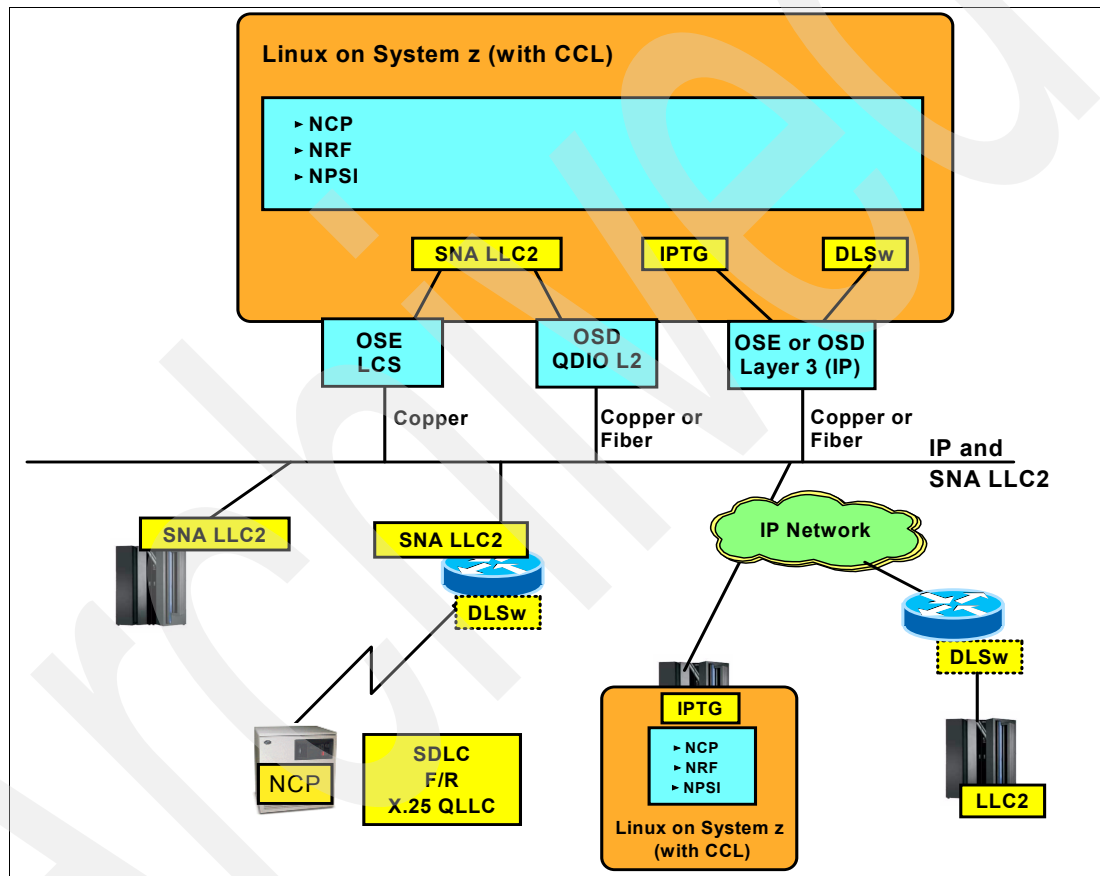 Linux on System z (with CCL)
► NCP
► NRF
► NPSI
SNA LLC2
IPTG
DLSw
OSE
LCS
OSD
QDIO L2
OSE or OSD
Layer 3 (IP)
Copper
Copper or
Fiber
Copper or
Fiber
IP and
SNA LLC2
SNA LLC2
SNA LLC2
DLSw
IP Network
DLSw
NCP
SDLC
F/R
X.25 QLLC
IPTG
► NCP
► NRF
► NPSI
Linux on System z
(with CCL)
LLC2
Archived